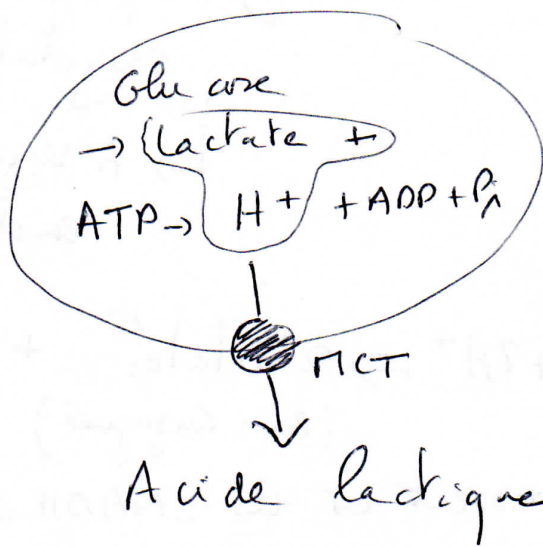 Glucose
→ (Lactate +
ATP → H+ + ADP + Pi
MCT
Acide lactique